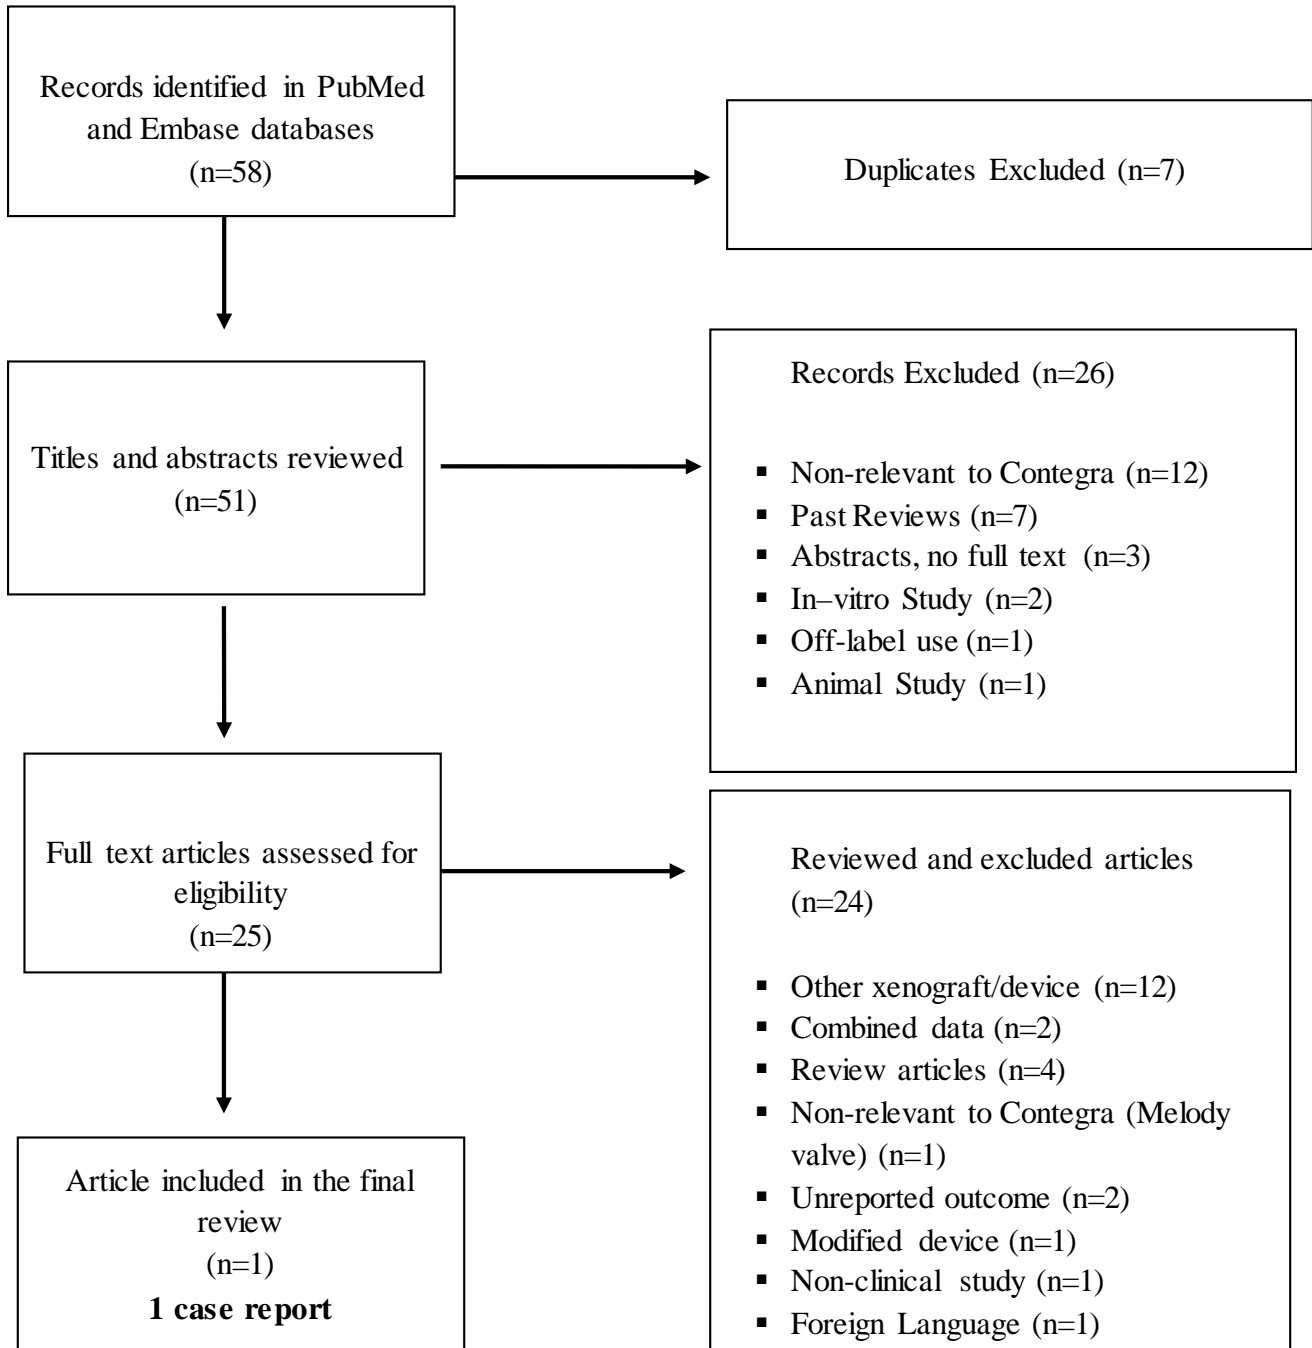 Records identified in PubMed
and Embase databases
(n=58)
Duplicates Excluded (n=7)
Titles and abstracts reviewed
(n=51)
Records Excluded (n=26)
▪ Non-relevant to Contegra (n=12)
▪ Past Reviews (n=7)
▪ Abstracts, no full text (n=3)
▪ In–vitro Study (n=2)
▪ Off-label use (n=1)
▪ Animal Study (n=1)
Full text articles assessed for
eligibility
(n=25)
Reviewed and excluded articles
(n=24)
▪ Other xenograft/device (n=12)
▪ Combined data (n=2)
▪ Review articles (n=4)
▪ Non-relevant to Contegra (Melody
valve) (n=1)
▪ Unreported outcome (n=2)
▪ Modified device (n=1)
▪ Non-clinical study (n=1)
▪ Foreign Language (n=1)
Article included in the final
review
(n=1)
1 case report